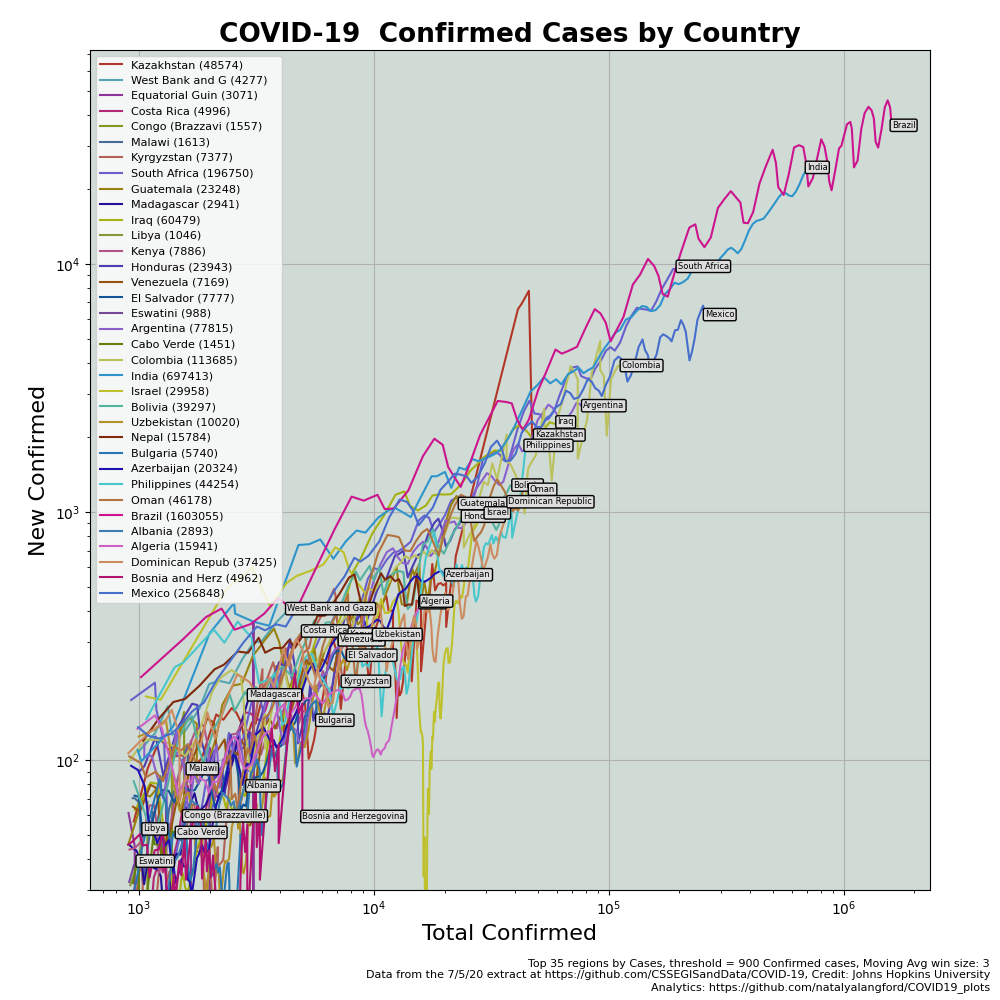 COVID-19  Confirmed Cases by Country
Kazakhstan (48574)
West Bank and G (4277)
Equatorial Guin (3071)
Costa Rica (4996)
Congo (Brazzavi (1557)
Malawi (1613)
Kyrgyzstan (7377)
South Africa (196750)
Guatemala (23248)
Madagascar (2941)
Iraq (60479)
Libya (1046)
Kenya (7886)
Honduras (23943)
Venezuela (7169)
El Salvador (7777)
Eswatini (988)
Argentina (77815)
Cabo Verde (1451)
Colombia (113685)
India (697413)
Israel (29958)
Bolivia (39297)
Uzbekistan (10020)
Nepal (15784)
Bulgaria (5740)
Azerbaijan (20324)
Philippines (44254)
Oman (46178)
Brazil (1603055)
Albania (2893)
Algeria (15941)
Dominican Repub (37425)
Bosnia and Herz (4962)
Mexico (256848)
Brazil
India
South Africa
Mexico
Colombia
Argentina
Iraq
Kazakhstan
Philippines
Oman
Guatemala
Dominican Republic
Israel
Azerbaijan
Algeria
West Bank and Gaza
Costa Rica
Uzbekistan
El Salvador
Kyrgyzstan
Madagascar
Bulgaria
Malawi
Albania
Congo (Brazzaville)
Bosnia and Herzegovina
Libya
Cabo Verde
Eswatini
New Confirmed
10⁴
10³
10²
10³
10⁴
10⁵
10⁶
Total Confirmed
Top 35 regions by Cases, threshold = 900 Confirmed cases, Moving Avg win size: 3
Data from the 7/5/20 extract at https://github.com/CSSEGISandData/COVID-19, Credit: Johns Hopkins University
Analytics: https://github.com/natalyalangford/COVID19_plots